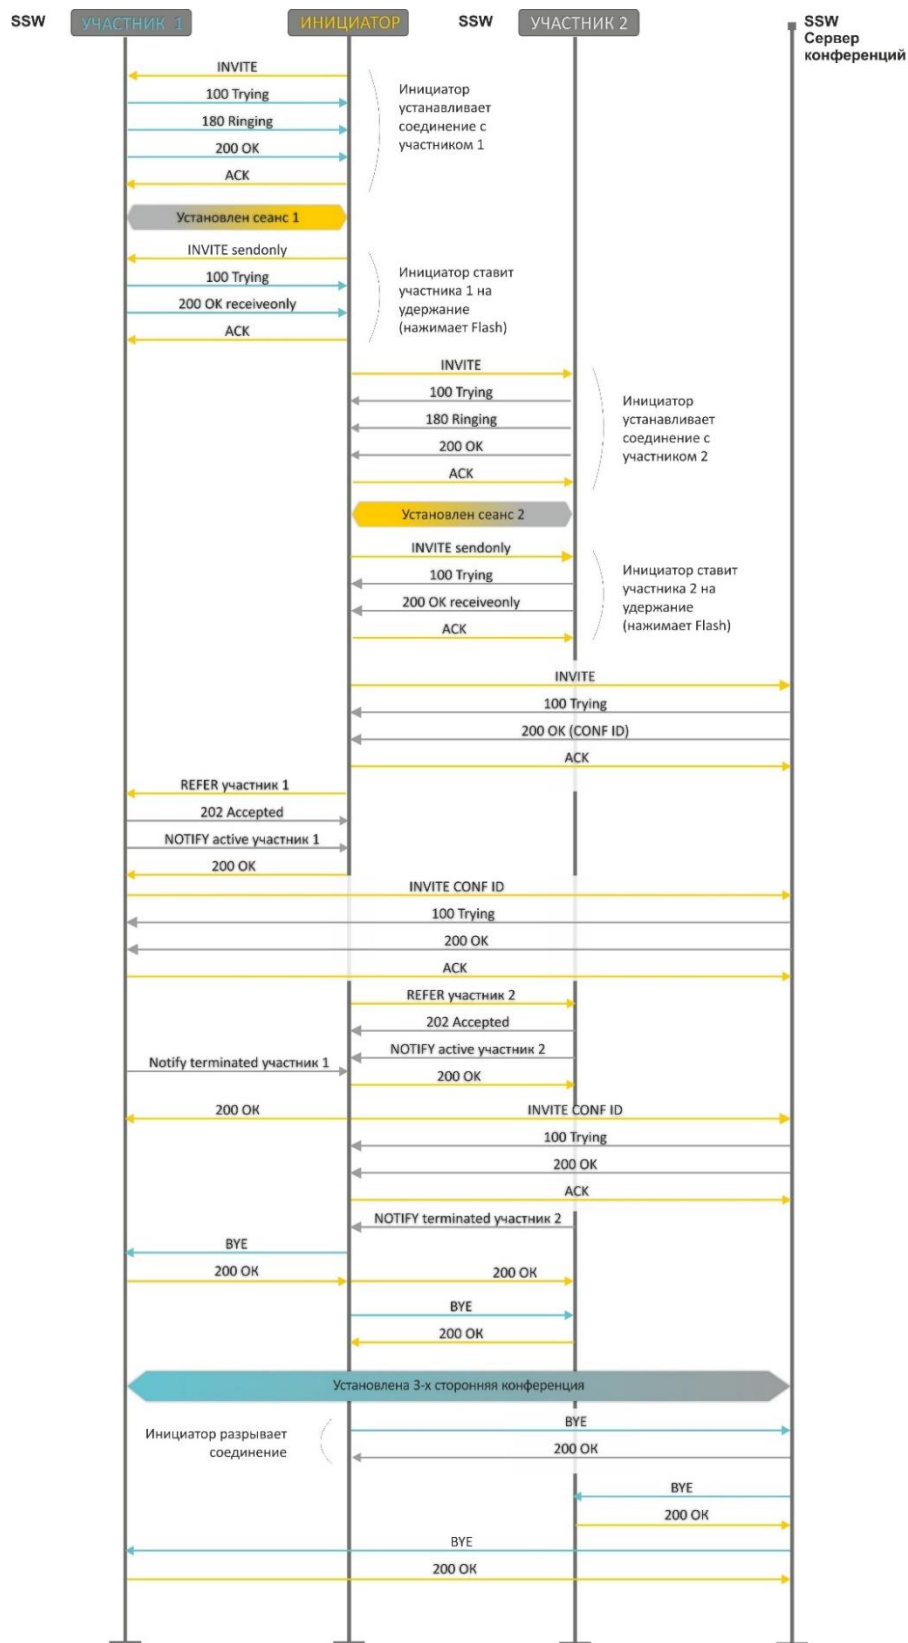 SSW
УЧАСТНИК 1
ИНИЦИАТОР
SSW
УЧАСТНИК 2
SSW
Сервер
конференций
INVITE
100 Trying
180 Ringing
200 OK
ACK
Инициатор
устанавливает
соединение с
участником 1
Установлен сеанс 1
INVITE sendonly
100 Trying
200 OK receiveonly
ACK
Инициатор ставит
участника 1 на
удержание
(нажимает Flash)
INVITE
100 Trying
180 Ringing
200 OK
ACK
Инициатор
устанавливает
соединение с
участником 2
Установлен сеанс 2
INVITE sendonly
100 Trying
200 OK receiveonly
ACK
Инициатор ставит
участника 2 на
удержание
(нажимает Flash)
INVITE
100 Trying
200 OK (CONF ID)
ACK
REFER участник 1
202 Accepted
NOTIFY active участник 1
200 OK
INVITE CONF ID
100 Trying
200 OK
ACK
REFER участник 2
202 Accepted
NOTIFY active участник 2
Notify terminated участник 1
200 OK
200 OK
INVITE CONF ID
100 Trying
200 OK
ACK
NOTIFY terminated участник 2
BYE
200 OK
200 OK
BYE
200 OK
Установлена 3-х сторонняя конференция
BYE
Инициатор разрывает
соединение
200 OK
BYE
200 OK
BYE
200 OK